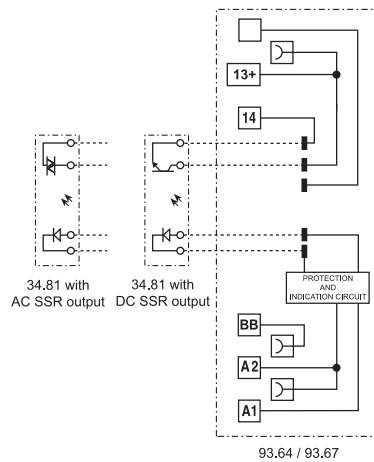 13+
14
34.81 with
AC SSR output
34.81 with
DC SSR output
PROTECTION
AND
INDICATION CIRCUIT
BB
A2
A1
93.64 / 93.67